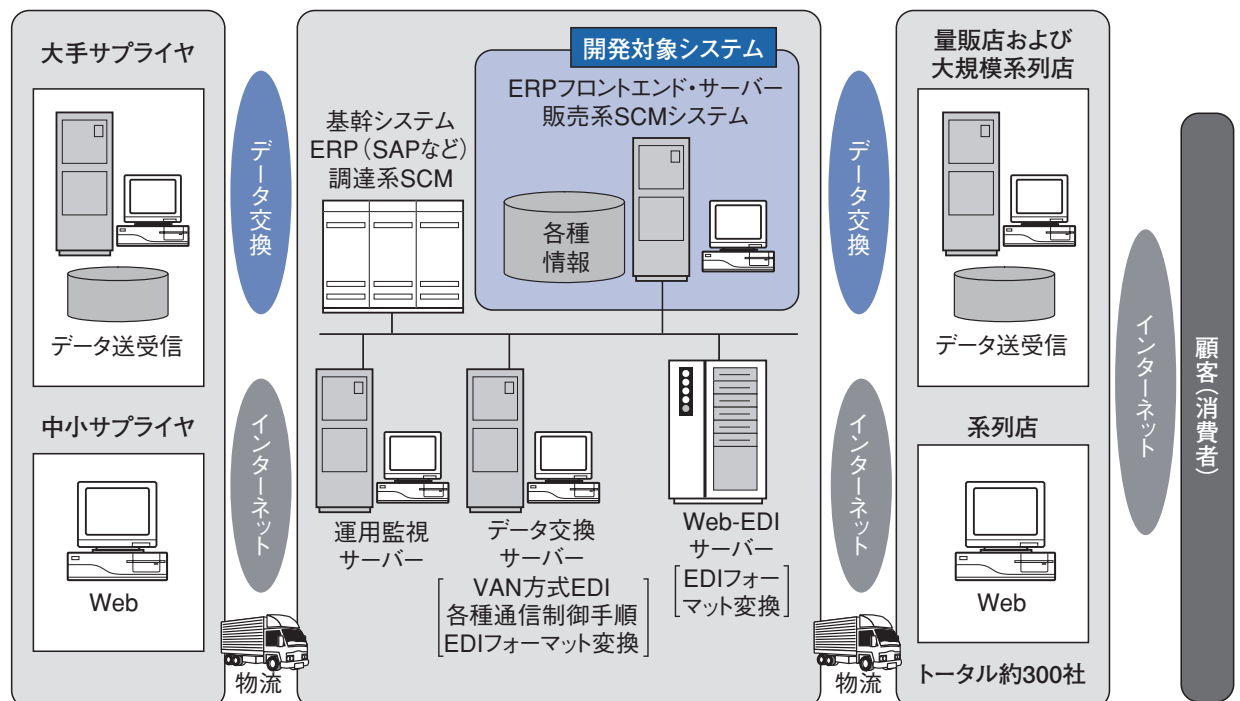 大手サプライヤ
データ送受信
中小サプライヤ
Web
データ交換
インターネット
物流
開発対象システム
ERPフロントエンド・サーバー
販売系SCMシステム
各種
情報
基幹システム
ERP（SAPなど）
調達系SCM
運用監視
サーバー
データ交換
サーバー
VAN方式EDI
各種通信制御手順
EDIフォーマット変換
Web-EDI
サーバー
EDIフォー
マット変換
データ交換
インターネット
物流
量販店および
大規模系列店
データ送受信
系列店
Web
トータル約300社
インターネット
顧客（消費者）